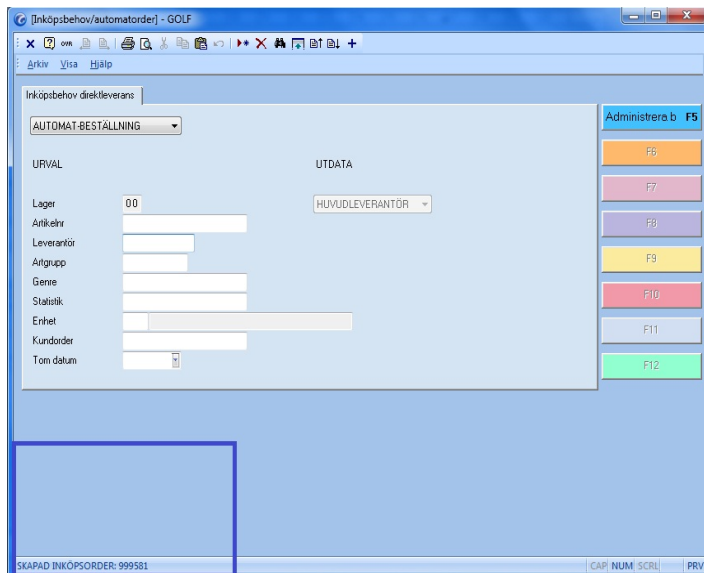 [Inköpsbehov/automatorder] - GOLF
OVR
Arkiv Visa Hjälp
Inköpsbehov direktleverans
AUTOMAT-BESTÄLLNING
Administrera b F5
F6
URVAL UTDATA
F7
Lager 00 HUVUDLEVERANTÖR
F8
Artikelnr
Leverantör
Artgrupp
F9
Genre
Statistik
F10
Enhet
F11
Kundorder
Tom datum
F12
SKAPAD INKÖPSORDER: 999581 CAP NUM SCRL PRV